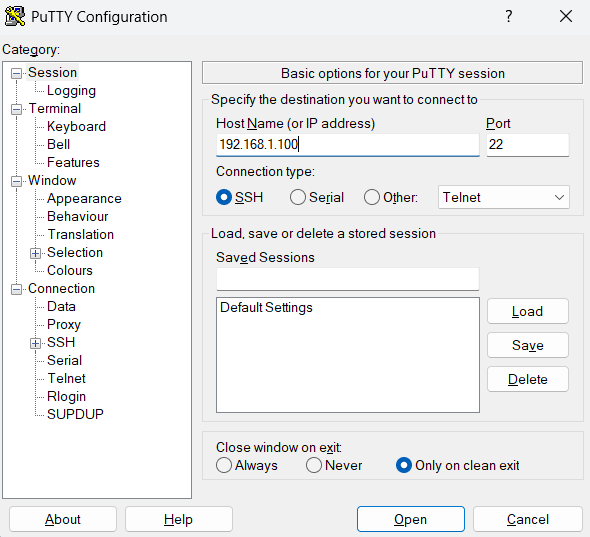 PuTTY Configuration
?
Category:
Session
Logging
Terminal
Keyboard
Bell
Features
Window
Appearance
Behaviour
Translation
Selection
Colours
Connection
Data
Proxy
SSH
Serial
Telnet
Rlogin
SUPDUP
Basic options for your PuTTY session
Specify the destination you want to connect to
Host Name (or IP address) Port
192.168.1.100 22
Connection type:
SSH Serial Other: Telnet
Load, save or delete a stored session
Saved Sessions
Default Settings
Load
Save
Delete
Close window on exit:
Always Never Only on clean exit
About Help Open Cancel